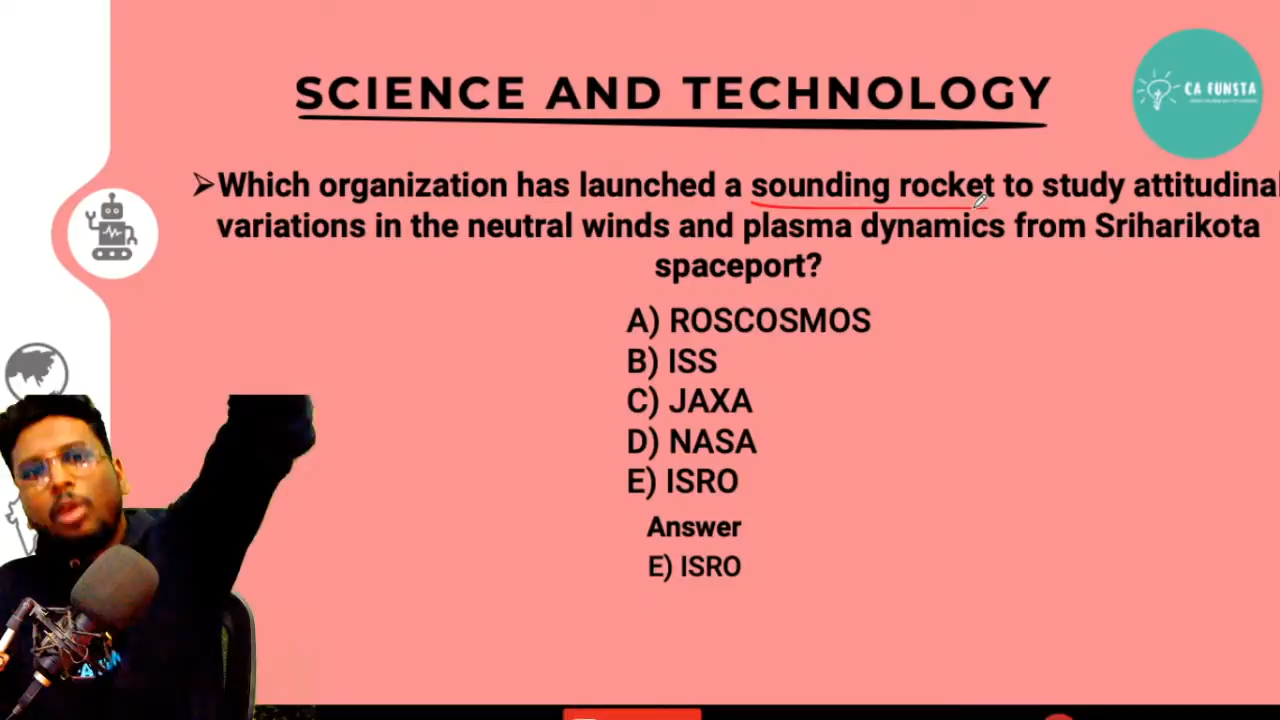 SCIENCE AND TECHNOLOGY
CA FUNSTA
➢Which organization has launched a sounding rocket to study attitudinal
variations in the neutral winds and plasma dynamics from Sriharikota
spaceport?
A) ROSCOSMOS
B) ISS
C) JAXA
D) NASA
E) ISRO
Answer
E) ISRO